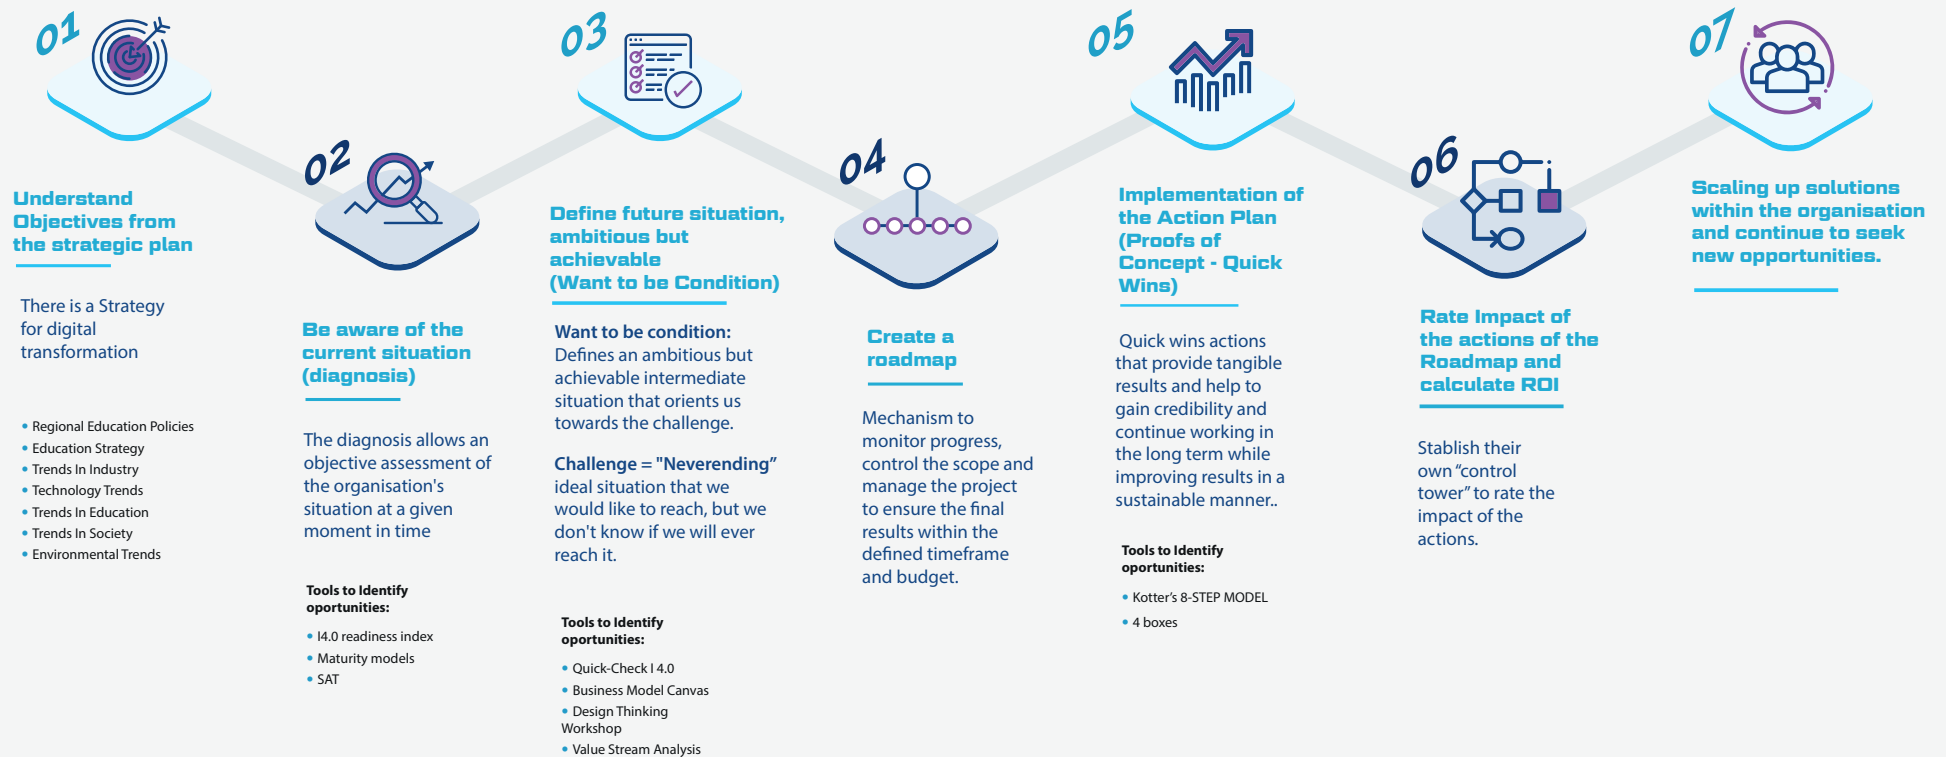 01
Understand
Objectives from
the strategic plan
There is a Strategy
for digital
transformation
• Regional Education Policies
• Education Strategy
• Trends In Industry
• Technology Trends
• Trends In Education
• Trends In Society
• Environmental Trends
02
Be aware of the
current situation
(diagnosis)
The diagnosis allows an
objective assessment of
the organisation's
situation at a given
moment in time
Tools to Identify
oportunities:
• I4.0 readiness index
• Maturity models
• SAT
03
Define future situation,
ambitious but
achievable
(Want to be Condition)
Want to be condition:
Defines an ambitious but
achievable intermediate
situation that orients us
towards the challenge.
Challenge = "Neverending”
ideal situation that we
would like to reach, but we
don't know if we will ever
reach it.
Tools to Identify
oportunities:
• Quick-Check I 4.0
• Business Model Canvas
• Design Thinking
Workshop
• Value Stream Analysis
04
Create a
roadmap
Mechanism to
monitor progress,
control the scope and
manage the project
to ensure the final
results within the
defined timeframe
and budget.
05
Implementation of
the Action Plan
(Proofs of
Concept - Quick
Wins)
Quick wins actions
that provide tangible
results and help to
gain credibility and
continue working in
the long term while
improving results in a
sustainable manner..
Tools to Identify
oportunities:
• Kotter’s 8-STEP MODEL
• 4 boxes
06
Rate Impact of
the actions of the
Roadmap and
calculate ROI
Stablish their
own “control
tower” to rate the
impact of the
actions.
07
Scaling up solutions
within the organisation
and continue to seek
new opportunities.